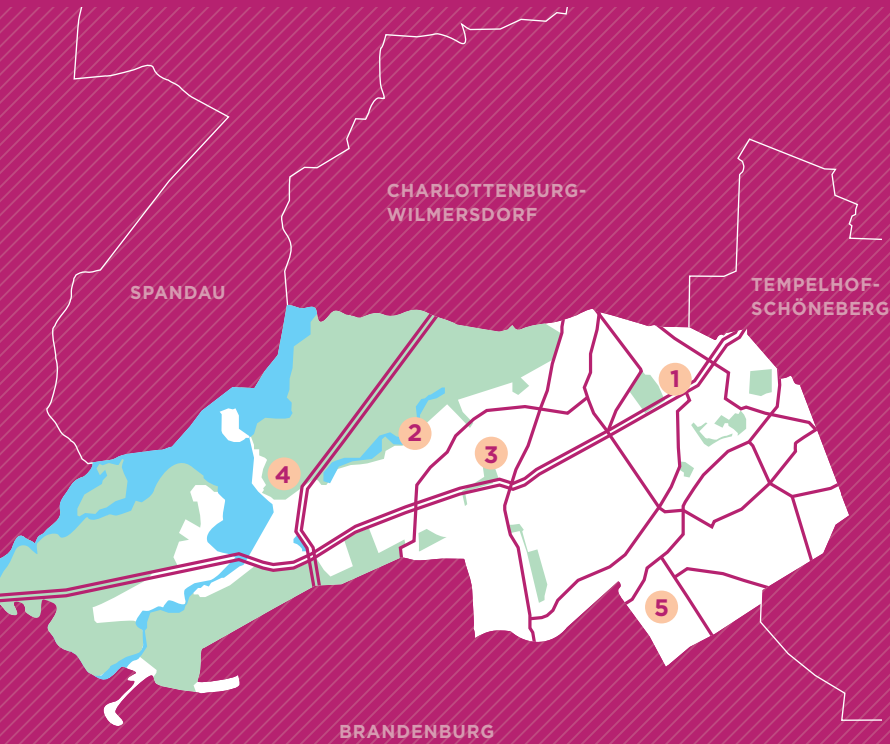 CHARLOTTENBURG-
WILMERSDORF
SPANDAU
TEMPELHOF-
SCHÖNEBERG
1
2
3
4
5
BRANDENBURG